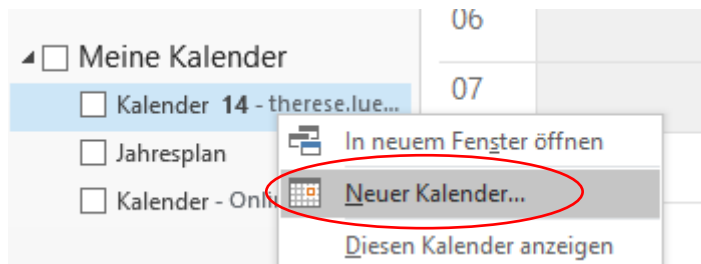 Meine Kalender
Kalender 14 - therese.lue...
Jahresplan
Kalender - Onli
06
07
In neuem Fenster öffnen
Neuer Kalender...
Diesen Kalender anzeigen